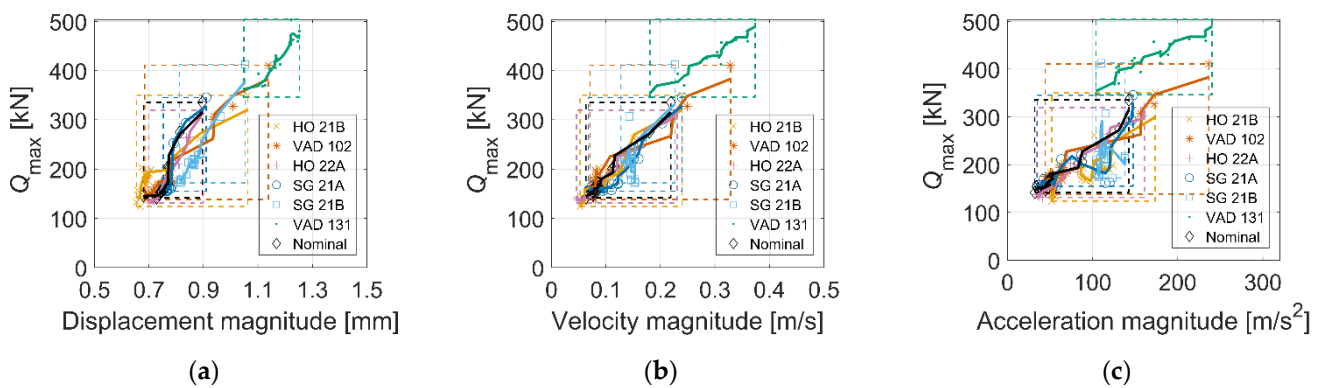 500
400
300
200
100
0
Qmax [kN]
HO 21B
VAD 102
HO 22A
SG 21A
SG 21B
VAD 131
Nominal
0.5 0.7 0.9 1.1 1.3 1.5
Displacement magnitude [mm]
(a)
500
400
300
200
100
0
Qmax [kN]
HO 21B
VAD 102
HO 22A
SG 21A
SG 21B
VAD 131
Nominal
0 0.1 0.2 0.3 0.4 0.5
Velocity magnitude [m/s]
(b)
500
400
300
200
100
0
Qmax [kN]
HO 21B
VAD 102
HO 22A
SG 21A
SG 21B
VAD 131
Nominal
0 100 200 300
Acceleration magnitude [m/s²]
(c)